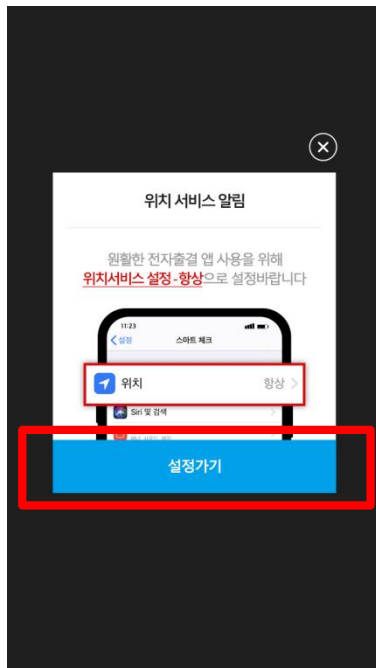 위치 서비스 알림
원활한 전자출결 앱 사용을 위해
위치서비스 설정-항상으로 설정바랍니다
11:23
설정 스마트 체크
위치 항상
Siri 및 검색
설정가기